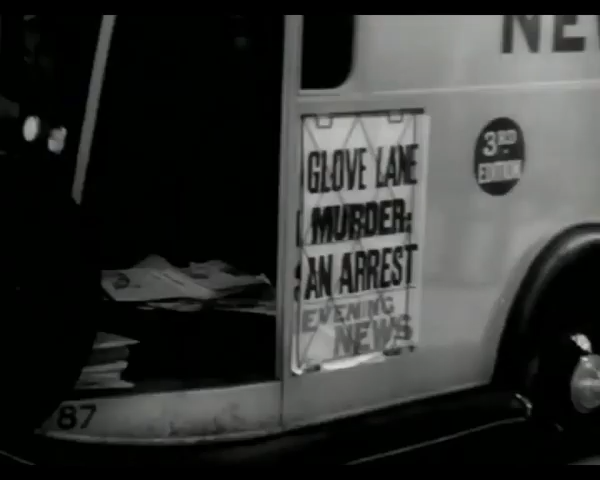 NE
3RD
EDITION
GLOVE LANE
MURDER:
AN ARREST
EVENING
NEWS
87